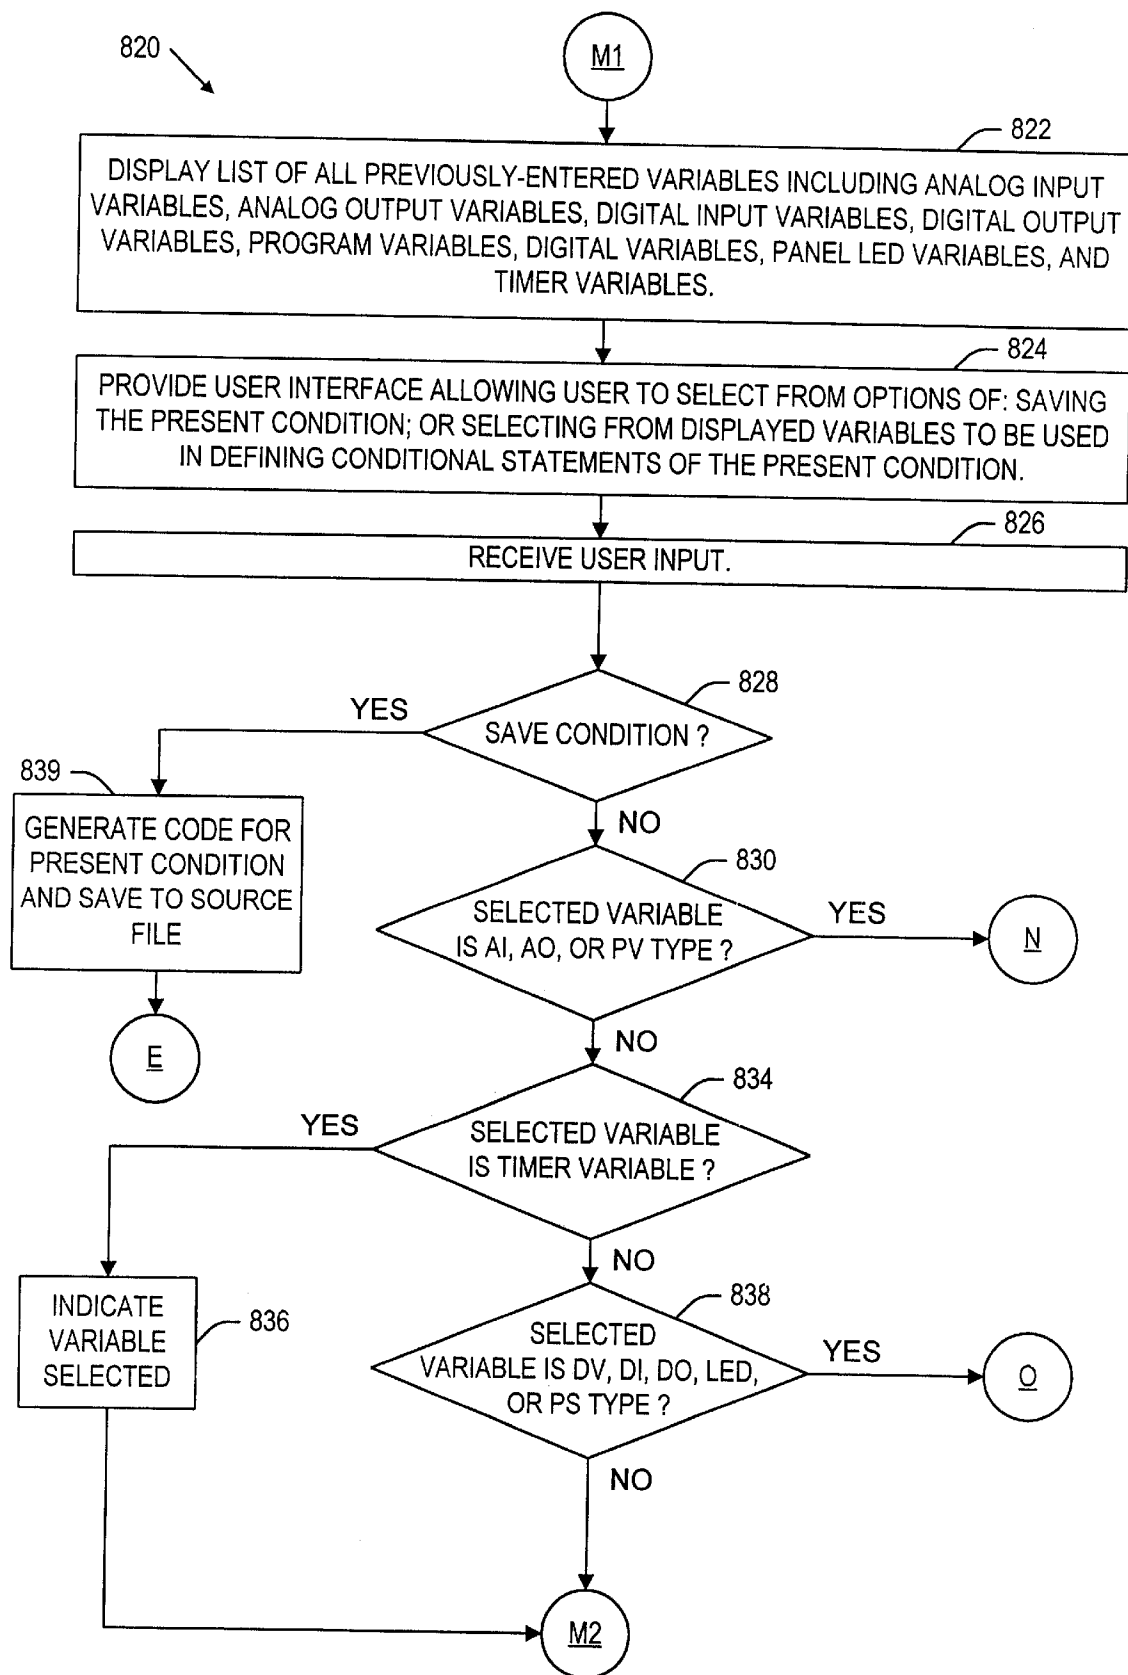 820
M1
822
DISPLAY LIST OF ALL PREVIOUSLY-ENTERED VARIABLES INCLUDING ANALOG INPUT
VARIABLES, ANALOG OUTPUT VARIABLES, DIGITAL INPUT VARIABLES, DIGITAL OUTPUT
VARIABLES, PROGRAM VARIABLES, DIGITAL VARIABLES, PANEL LED VARIABLES, AND
TIMER VARIABLES.
824
PROVIDE USER INTERFACE ALLOWING USER TO SELECT FROM OPTIONS OF: SAVING
THE PRESENT CONDITION; OR SELECTING FROM DISPLAYED VARIABLES TO BE USED
IN DEFINING CONDITIONAL STATEMENTS OF THE PRESENT CONDITION.
826
RECEIVE USER INPUT.
828
YES
SAVE CONDITION ?
839
NO
GENERATE CODE FOR
PRESENT CONDITION
AND SAVE TO SOURCE
FILE
830
SELECTED VARIABLE
IS AI, AO, OR PV TYPE ?
YES
N
NO
E
834
YES
SELECTED VARIABLE
IS TIMER VARIABLE ?
NO
INDICATE
VARIABLE
SELECTED
836
838
SELECTED
VARIABLE IS DV, DI, DO, LED,
OR PS TYPE ?
YES
O
NO
M2